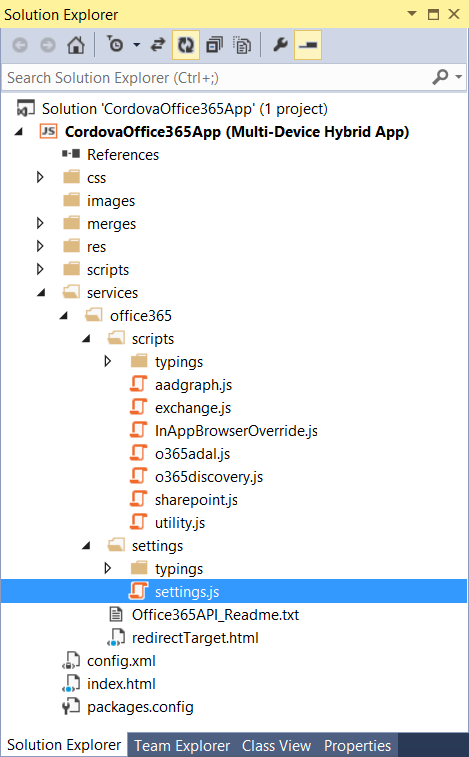 Solution Explorer
Search Solution Explorer (Ctrl+;)
Solution 'CordovaOffice365App' (1 project)
JS CordovaOffice365App (Multi-Device Hybrid App)
References
css
images
merges
res
scripts
services
office365
scripts
typings
aadgraph.js
exchange.js
InAppBrowserOverride.js
o365adal.js
o365discovery.js
sharepoint.js
utility.js
settings
typings
settings.js
Office365API_Readme.txt
redirectTarget.html
config.xml
index.html
packages.config
Solution Explorer Team Explorer Class View Properties